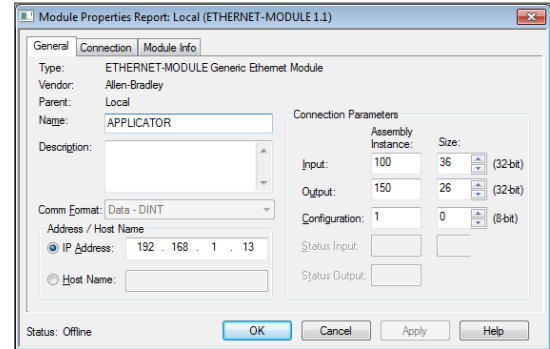 Module Properties Report: Local (ETHERNET-MODULE 1.1)
General Connection Module Info
Type: ETHERNET-MODULE Generic Ethernet Module
Vendor: Allen-Bradley
Parent: Local
Name: APPLICATOR
Description:
Comm Format: Data - DINT
Address / Host Name
IP Address: 192 . 168 . 1 . 13
Host Name:
Connection Parameters
Assembly
Instance: Size:
Input: 100 36 (32-bit)
Output: 150 26 (32-bit)
Configuration: 1 0 (8-bit)
Status Input:
Status Output:
Status: Offline OK Cancel Apply Help